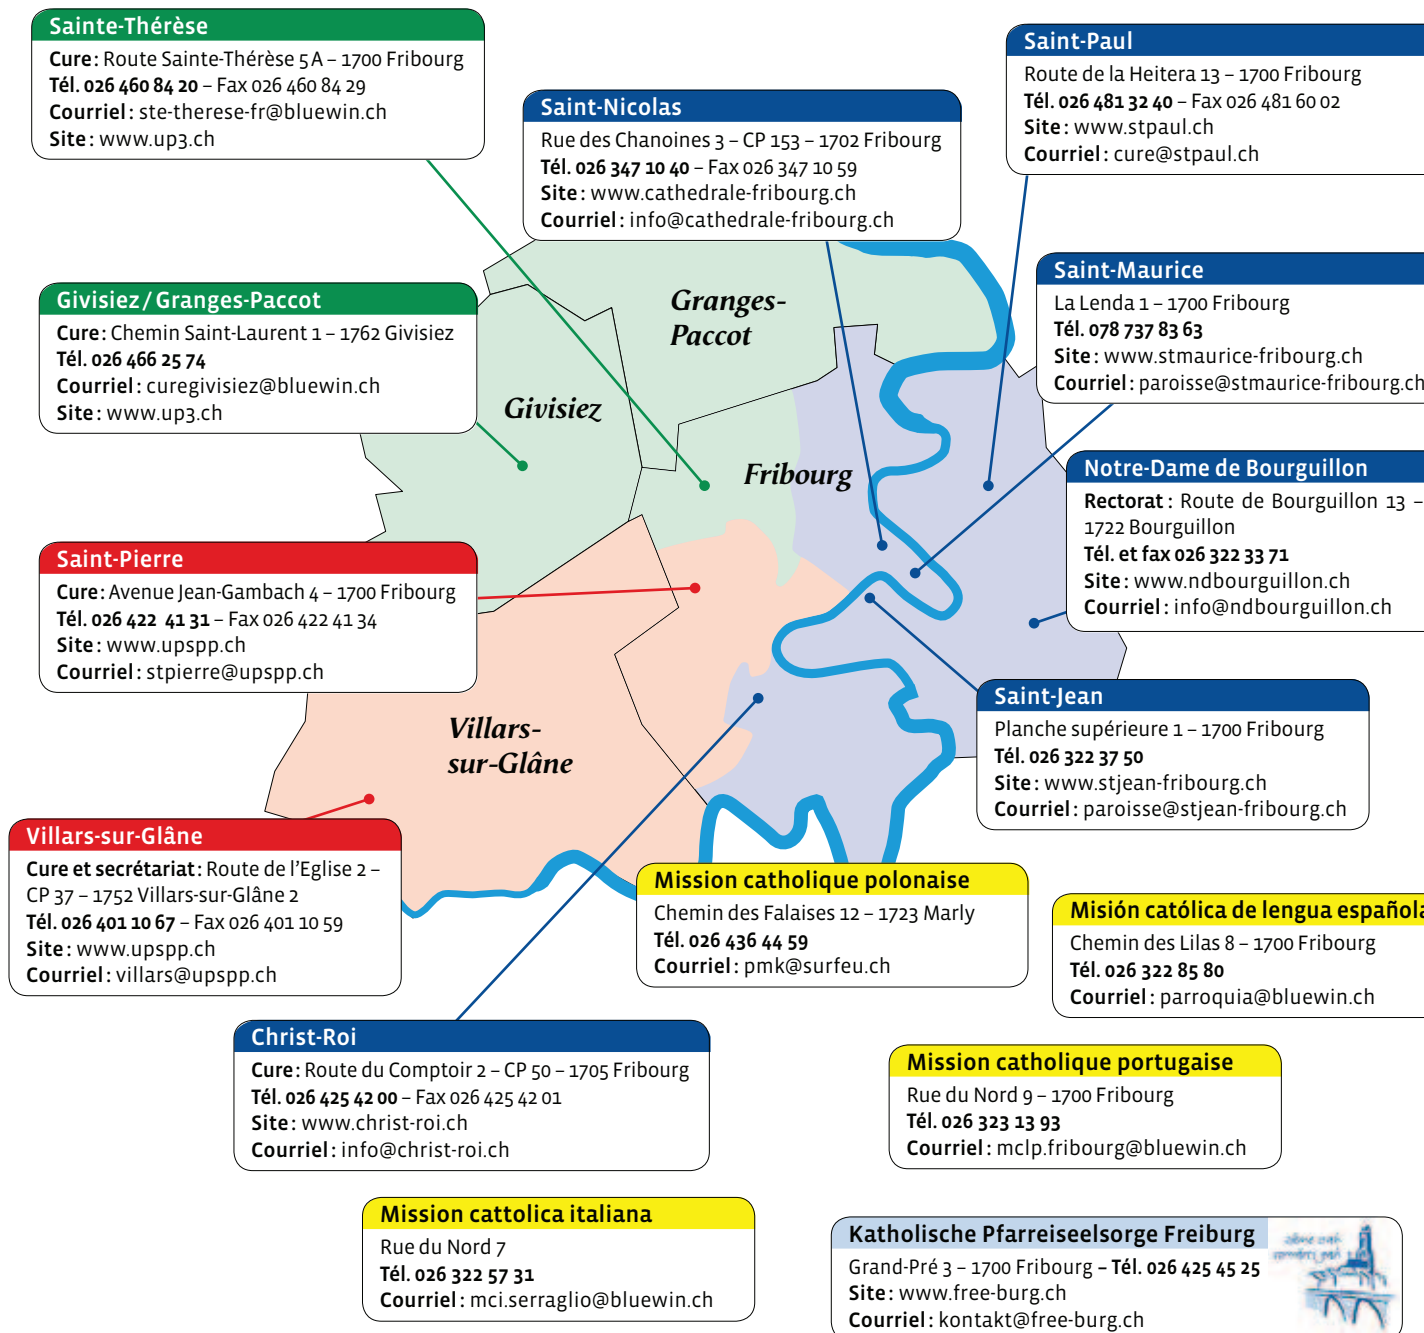 Sainte-Thérèse
Cure : Route Sainte-Thérèse 5 A – 1700 Fribourg
Tél. 026 460 84 20 – Fax 026 460 84 29
Courriel : ste-therese-fr@bluewin.ch
Site : www.up3.ch
Saint-Nicolas
Rue des Chanoines 3 – CP 153 – 1702 Fribourg
Tél. 026 347 10 40 – Fax 026 347 10 59
Site : www.cathedrale-fribourg.ch
Courriel : info@cathedrale-fribourg.ch
Saint-Paul
Route de la Heitera 13 – 1700 Fribourg
Tél. 026 481 32 40 – Fax 026 481 60 02
Site : www.stpaul.ch
Courriel : cure@stpaul.ch
Givisiez / Granges-Paccot
Cure : Chemin Saint-Laurent 1 – 1762 Givisiez
Tél. 026 466 25 74
Courriel : curegivisiez@bluewin.ch
Site : www.up3.ch
Granges-
Paccot
Givisiez
Fribourg
Saint-Maurice
La Lenda 1 – 1700 Fribourg
Tél. 078 737 83 63
Site : www.stmaurice-fribourg.ch
Courriel : paroisse@stmaurice-fribourg.ch
Notre-Dame de Bourguillon
Rectorat : Route de Bourguillon 13 –
1722 Bourguillon
Tél. et fax 026 322 33 71
Site : www.ndbourguillon.ch
Courriel : info@ndbourguillon.ch
Saint-Pierre
Cure : Avenue Jean-Gambach 4 – 1700 Fribourg
Tél. 026 422 41 31 – Fax 026 422 41 34
Site : www.upspp.ch
Courriel : stpierre@upspp.ch
Villars-
sur-Glâne
Saint-Jean
Planche supérieure 1 – 1700 Fribourg
Tél. 026 322 37 50
Site : www.stjean-fribourg.ch
Courriel : paroisse@stjean-fribourg.ch
Villars-sur-Glâne
Cure et secrétariat : Route de l'Eglise 2 –
CP 37 – 1752 Villars-sur-Glâne 2
Tél. 026 401 10 67 – Fax 026 401 10 59
Site : www.upspp.ch
Courriel : villars@upspp.ch
Mission catholique polonaise
Chemin des Falaises 12 – 1723 Marly
Tél. 026 436 44 59
Courriel : pmk@surfeu.ch
Misión católica de lengua española
Chemin des Lilas 8 – 1700 Fribourg
Tél. 026 322 85 80
Courriel : parroquia@bluewin.ch
Christ-Roi
Cure : Route du Comptoir 2 – CP 50 – 1705 Fribourg
Tél. 026 425 42 00 – Fax 026 425 42 01
Site : www.christ-roi.ch
Courriel : info@christ-roi.ch
Mission catholique portugaise
Rue du Nord 9 – 1700 Fribourg
Tél. 026 323 13 93
Courriel : mclp.fribourg@bluewin.ch
Mission cattolica italiana
Rue du Nord 7
Tél. 026 322 57 31
Courriel : mci.serraglio@bluewin.ch
Katholische Pfarreiseelsorge Freiburg
Grand-Pré 3 – 1700 Fribourg – Tél. 026 425 45 25
Site : www.free-burg.ch
Courriel : kontakt@free-burg.ch